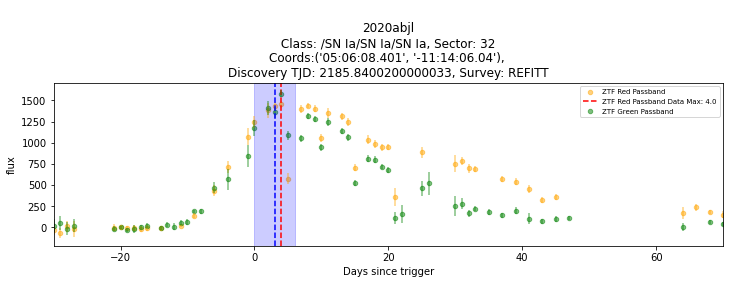 2020abjl
Class: /SN Ia/SN Ia/SN Ia, Sector: 32
Coords:('05:06:08.401', '-11:14:06.04'),
Discovery TJD: 2185.8400200000033, Survey: REFITT
ZTF Red Passband
ZTF Red Passband Data Max: 4.0
ZTF Green Passband
flux
1500
1250
1000
750
500
250
0
−20 0 20 40 60
Days since trigger